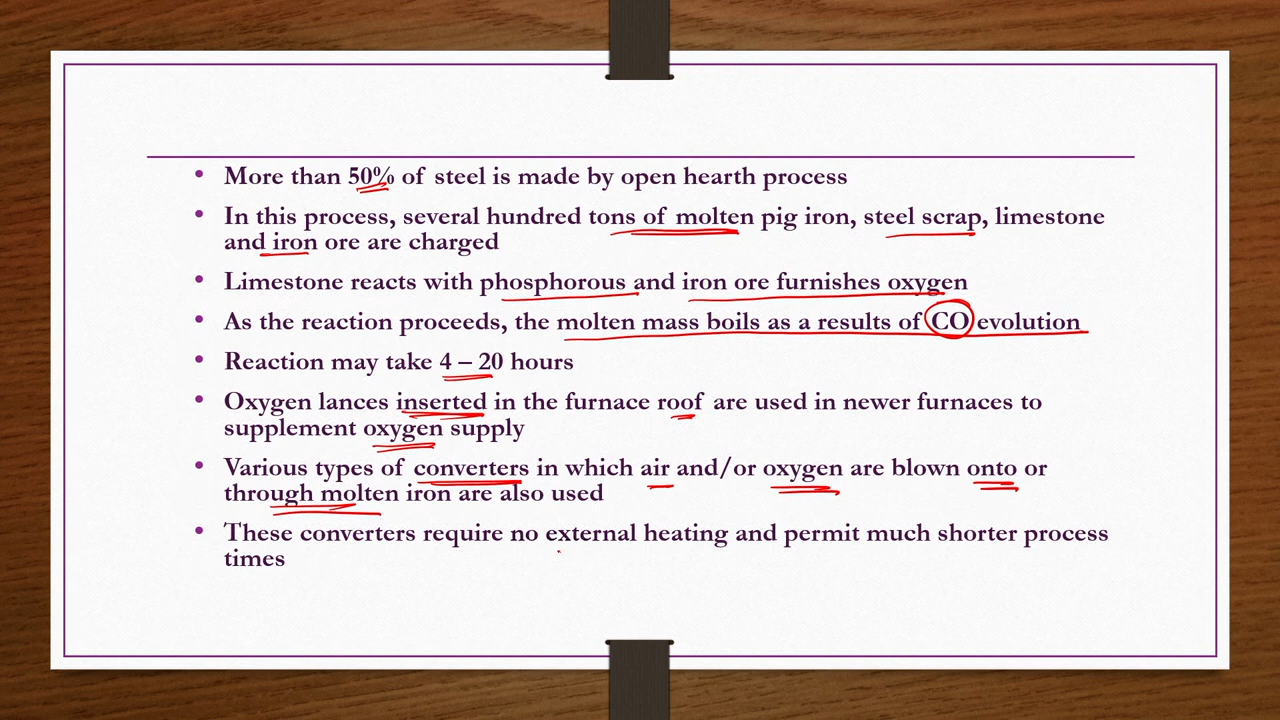 • More than 50% of steel is made by open hearth process
• In this process, several hundred tons of molten pig iron, steel scrap, limestone
and iron ore are charged
• Limestone reacts with phosphorous and iron ore furnishes oxygen
• As the reaction proceeds, the molten mass boils as a results of CO evolution
• Reaction may take 4 – 20 hours
• Oxygen lances inserted in the furnace roof are used in newer furnaces to
supplement oxygen supply
• Various types of converters in which air and/or oxygen are blown onto or
through molten iron are also used
• These converters require no external heating and permit much shorter process
times